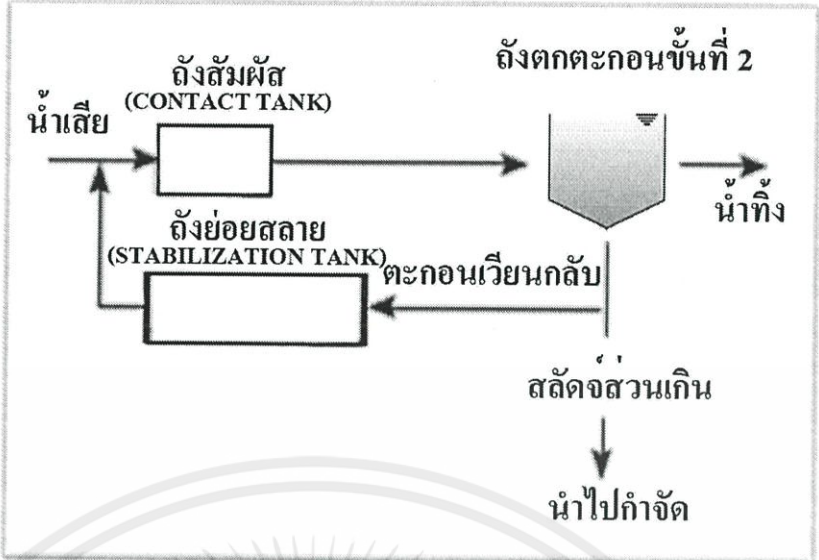 ถังสัมผัส
(CONTACT TANK)
ถังตกตะกอนขั้นที่ 2
น้ำเสีย
น้ำทิ้ง
ถังย่อยสลาย
(STABILIZATION TANK)
ตะกอนเวียนกลับ
สลัดจ์ส่วนเกิน
นำไปกำจัด